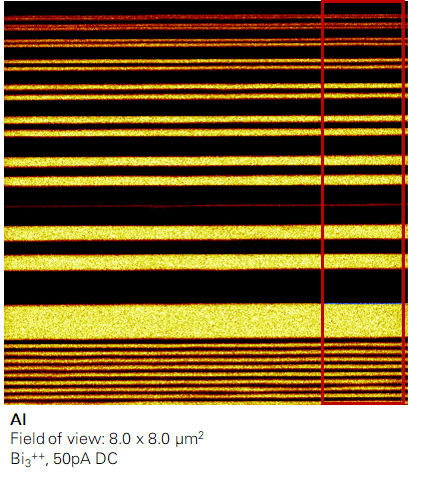 Al
Field of view: 8.0 x 8.0 µm²
Bi₃⁺⁺, 50pA DC